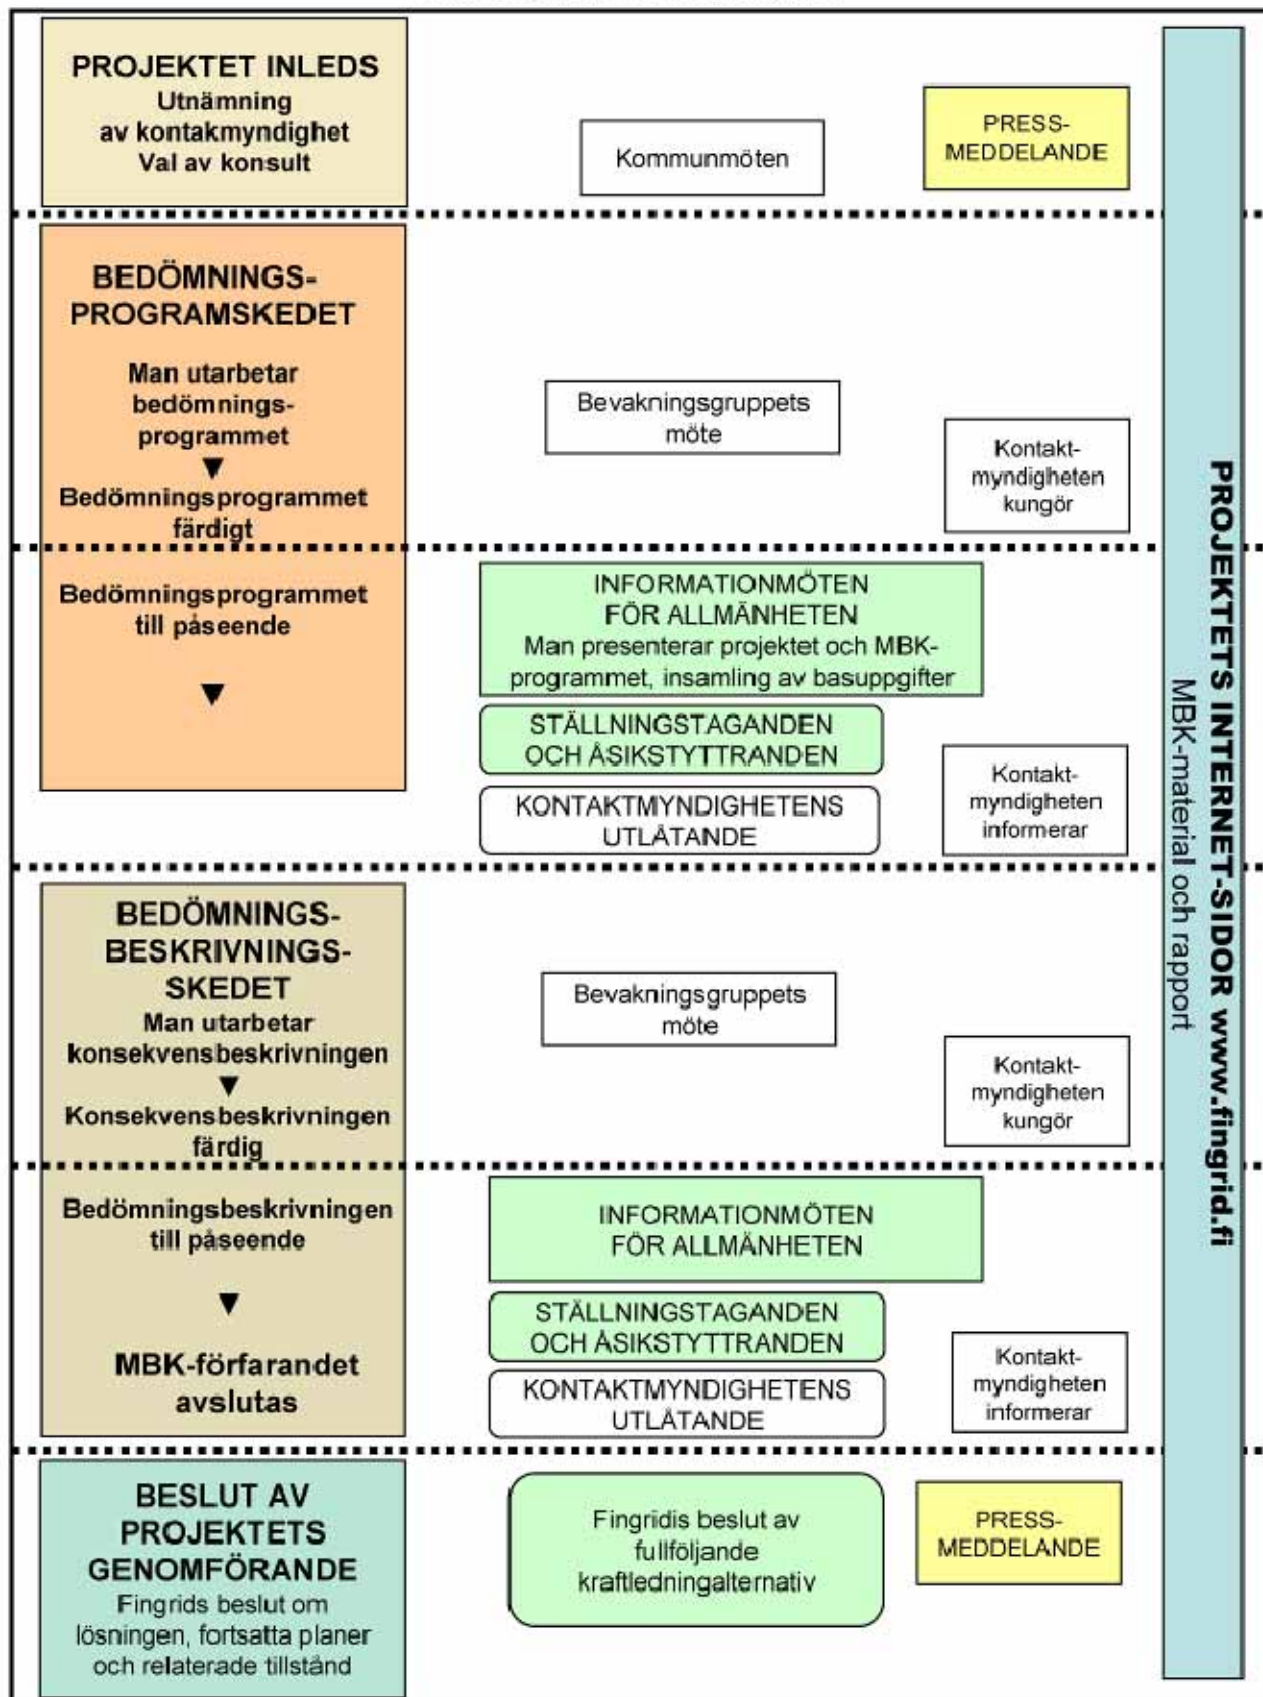 PROJEKTET INLEDS
Utnämning
av kontakmyndighet
Val av konsult
Kommunmöten
PRESS-
MEDDELANDE
BEDÖMNINGS-
PROGRAMSKEDET
Man utarbetar
bedömnings-
programmet
Bedömningsprogrammet
färdigt
Bevakningsgruppets
möte
Kontakt-
myndigheten
kungör
Bedömningsprogrammet
till påseende
INFORMATIONMÖTEN
FÖR ALLMÄNHETEN
Man presenterar projektet och MBK-
programmet, insamling av basuppgifter
STÄLLNINGSTAGANDEN
OCH ÅSIKSTYTTRANDEN
KONTAKTMYNDIGHETENS
UTLÅTANDE
Kontakt-
myndigheten
informerar
BEDÖMNINGS-
BESKRIVNINGS-
SKEDET
Man utarbetar
konsekvensbeskrivningen
Konsekvensbeskrivningen
färdig
Bevakningsgruppets
möte
Kontakt-
myndigheten
kungör
Bedömningsbeskrivningen
till påseende
MBK-förfarandet
avslutas
INFORMATIONMÖTEN
FÖR ALLMÄNHETEN
STÄLLNINGSTAGANDEN
OCH ÅSIKSTYTTRANDEN
KONTAKTMYNDIGHETENS
UTLÅTANDE
Kontakt-
myndigheten
informerar
BESLUT AV
PROJEKTETS
GENOMFÖRANDE
Fingrids beslut om
lösningen, fortsatta planer
och relaterade tillstånd
Fingridis beslut av
fullföljande
kraftledningalternativ
PRESS-
MEDDELANDE
PROJEKTETS INTERNET-SIDOR www.fingrid.fi
MBK-material och rapport